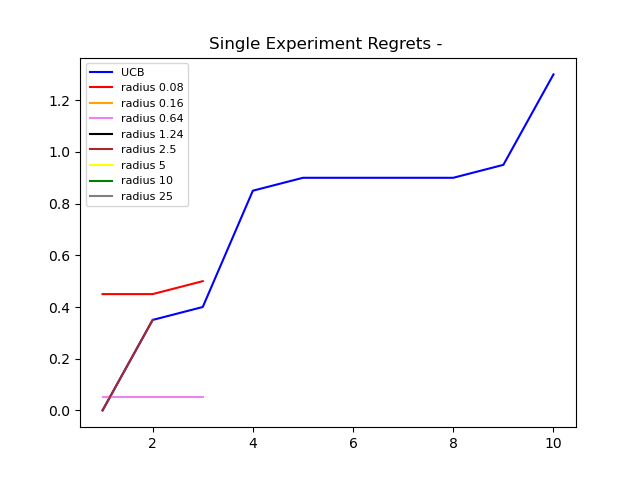 Single Experiment Regrets -
UCB
radius 0.08
radius 0.16
radius 0.64
radius 1.24
radius 2.5
radius 5
radius 10
radius 25
1.2
1.0
0.8
0.6
0.4
0.2
0.0
2
4
6
8
10